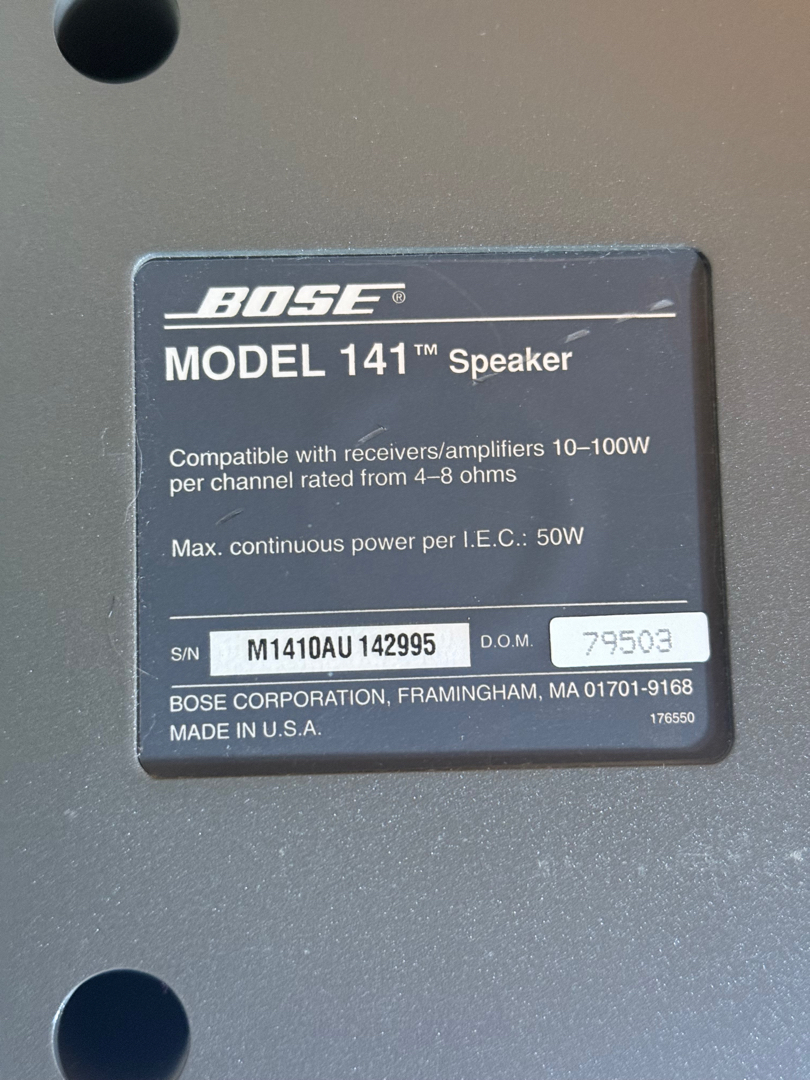 BOSE®
MODEL 141™ Speaker
Compatible with receivers/amplifiers 10–100W
per channel rated from 4–8 ohms
Max. continuous power per I.E.C.: 50W
S/N M1410AU 142995 D.O.M. 79503
BOSE CORPORATION, FRAMINGHAM, MA 01701-9168
MADE IN U.S.A. 176550